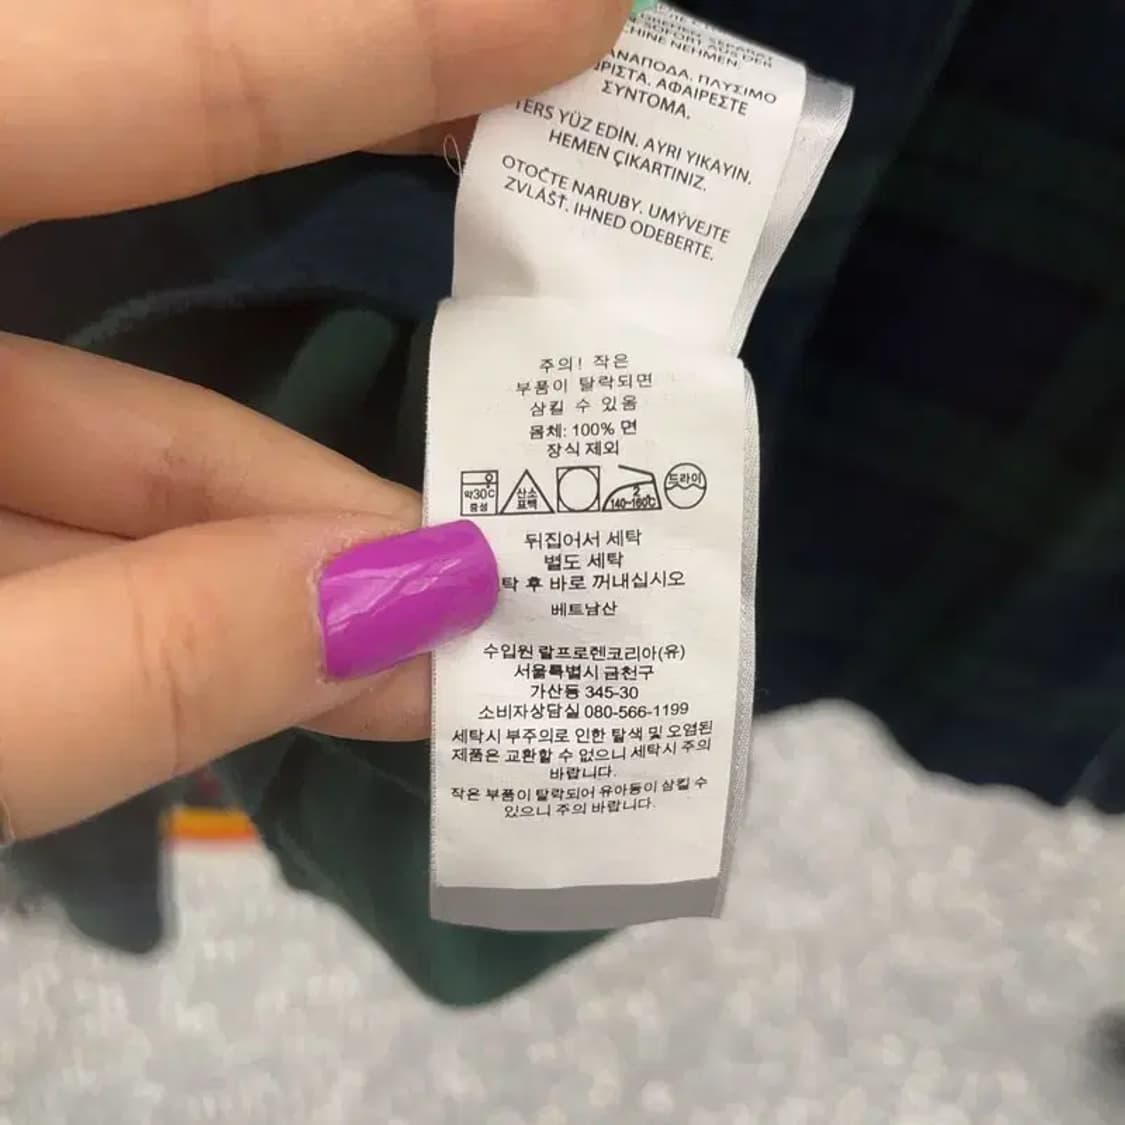 SEPARAT
SOFORT AUS DER
NEHMEN.
ΑΝΑΠΟΔΑ. ΠΛΥΣΙΜΟ
ΑΦΑΙΡΕΣΤΕ
ΣΥΝΤΟΜΑ.
TERS YÜZ EDİN. AYRI YIKAYIN.
HEMEN ÇIKARTINIZ.
OTOČTE NARUBY. UMÝVEJTE
ZVLÁŠŤ. IHNED ODEBERTE.
주의! 작은
부품이 탈락되면
삼킬 수 있음
몸체: 100% 면
장식 제외
약30℃ 중성 산소 표백 2 140~160℃ 드라이
뒤집어서 세탁
별도 세탁
탁 후 바로 꺼내십시오
베트남산
수입원 랄프로렌코리아(유)
서울특별시 금천구
가산동 345-30
소비자상담실 080-566-1199
세탁시 부주의로 인한 탈색 및 오염된
제품은 교환할 수 없으니 세탁시 주의
바랍니다.
작은 부품이 탈락되어 유아동이 삼킬 수
있으니 주의 바랍니다.